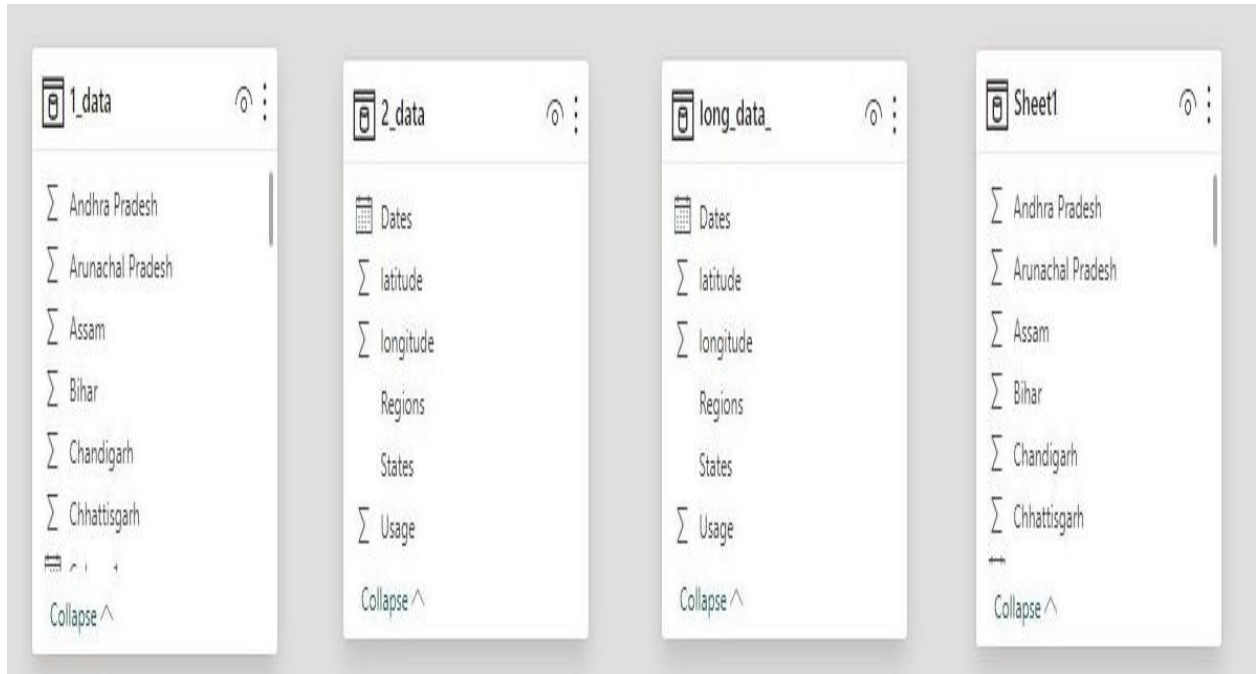 1_data
Andhra Pradesh
Arunachal Pradesh
Assam
Bihar
Chandigarh
Chhattisgarh
Collapse
2_data
Dates
latitude
longitude
Regions
States
Usage
Collapse
long_data_
Dates
latitude
longitude
Regions
States
Usage
Collapse
Sheet1
Andhra Pradesh
Arunachal Pradesh
Assam
Bihar
Chandigarh
Chhattisgarh
Collapse